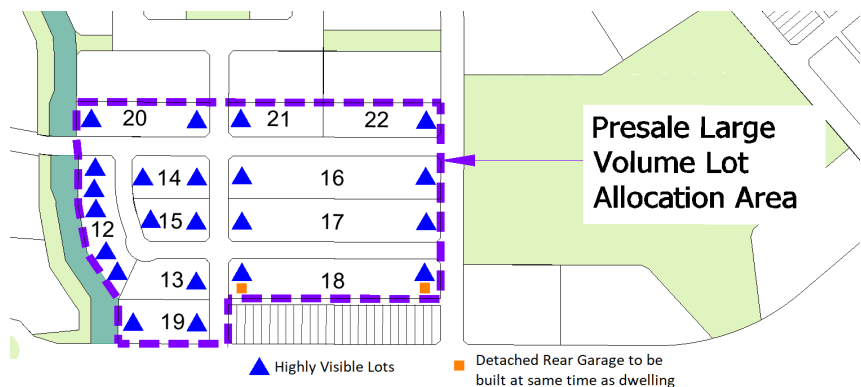 20
21
22
Presale Large
Volume Lot
Allocation Area
14
16
15
17
12
13
18
19
Highly Visible Lots
Detached Rear Garage to be
built at same time as dwelling